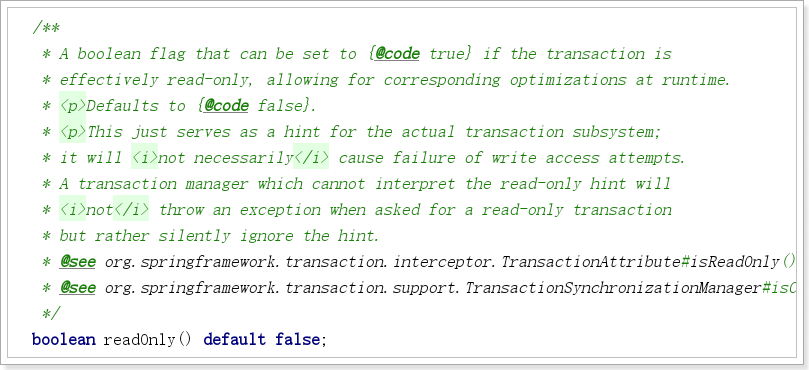 /**
* A boolean flag that can be set to {@code true} if the transaction is
* effectively read-only, allowing for corresponding optimizations at runtime.
* <p>Defaults to {@code false}.
* <p>This just serves as a hint for the actual transaction subsystem;
* it will <i>not necessarily</i> cause failure of write access attempts.
* A transaction manager which cannot interpret the read-only hint will
* <i>not</i> throw an exception when asked for a read-only transaction
* but rather silently ignore the hint.
* @see org.springframework.transaction.interceptor.TransactionAttribute#isReadOnly()
* @see org.springframework.transaction.support.TransactionSynchronizationManager#isC
*/
boolean readOnly() default false;